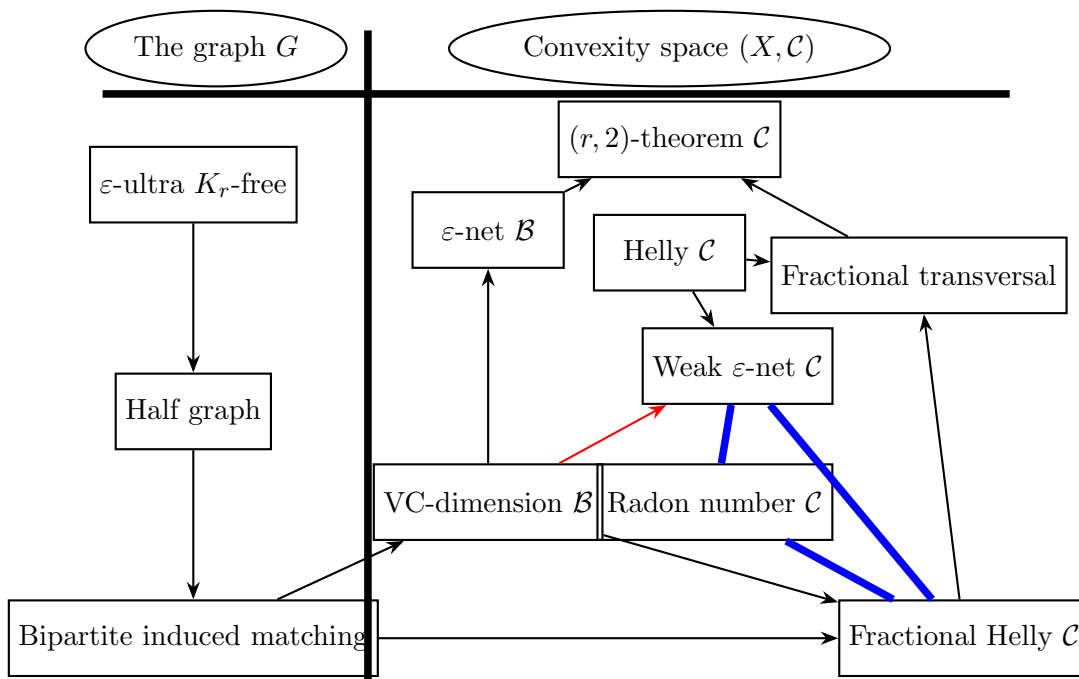 The graph G
Convexity space (X, 𝒞)
(r, 2)-theorem 𝒞
ε-ultra K_r-free
ε-net ℬ
Helly 𝒞
Fractional transversal
Weak ε-net 𝒞
Half graph
VC-dimension ℬ
Radon number 𝒞
Bipartite induced matching
Fractional Helly 𝒞